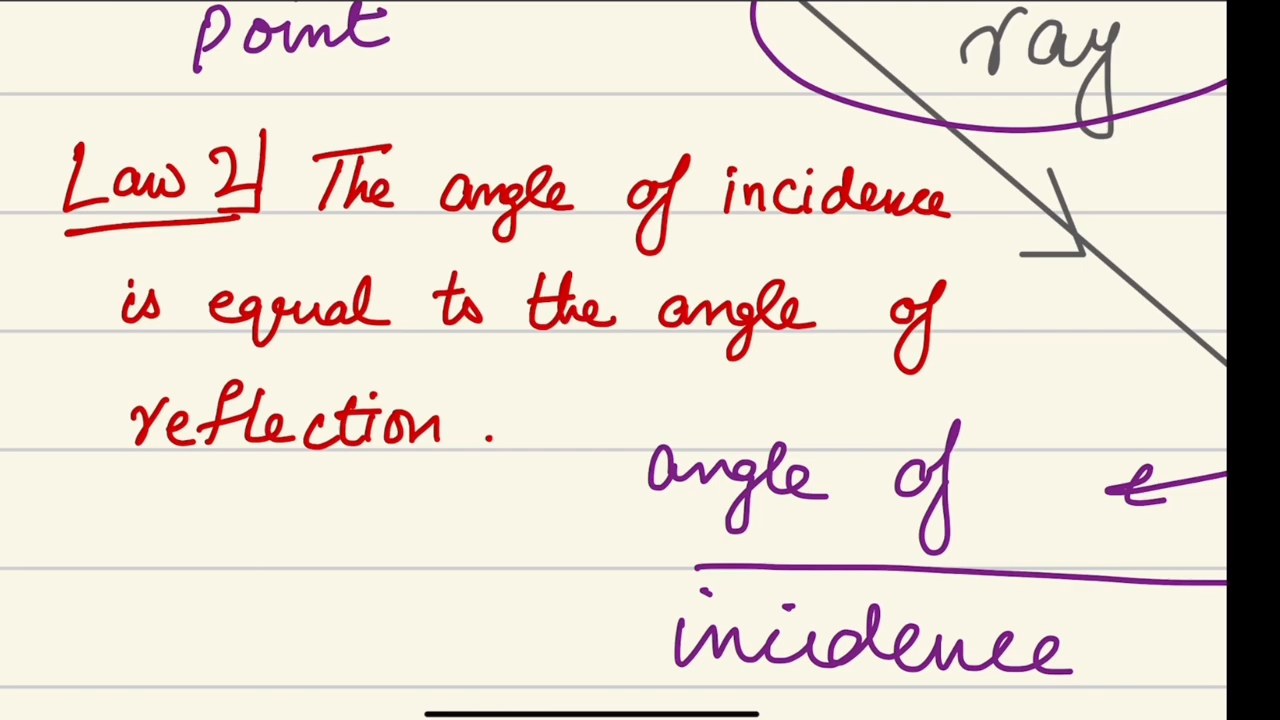 point
ray
Law 2] The angle of incidence
is equal to the angle of
reflection.
angle of
incidence